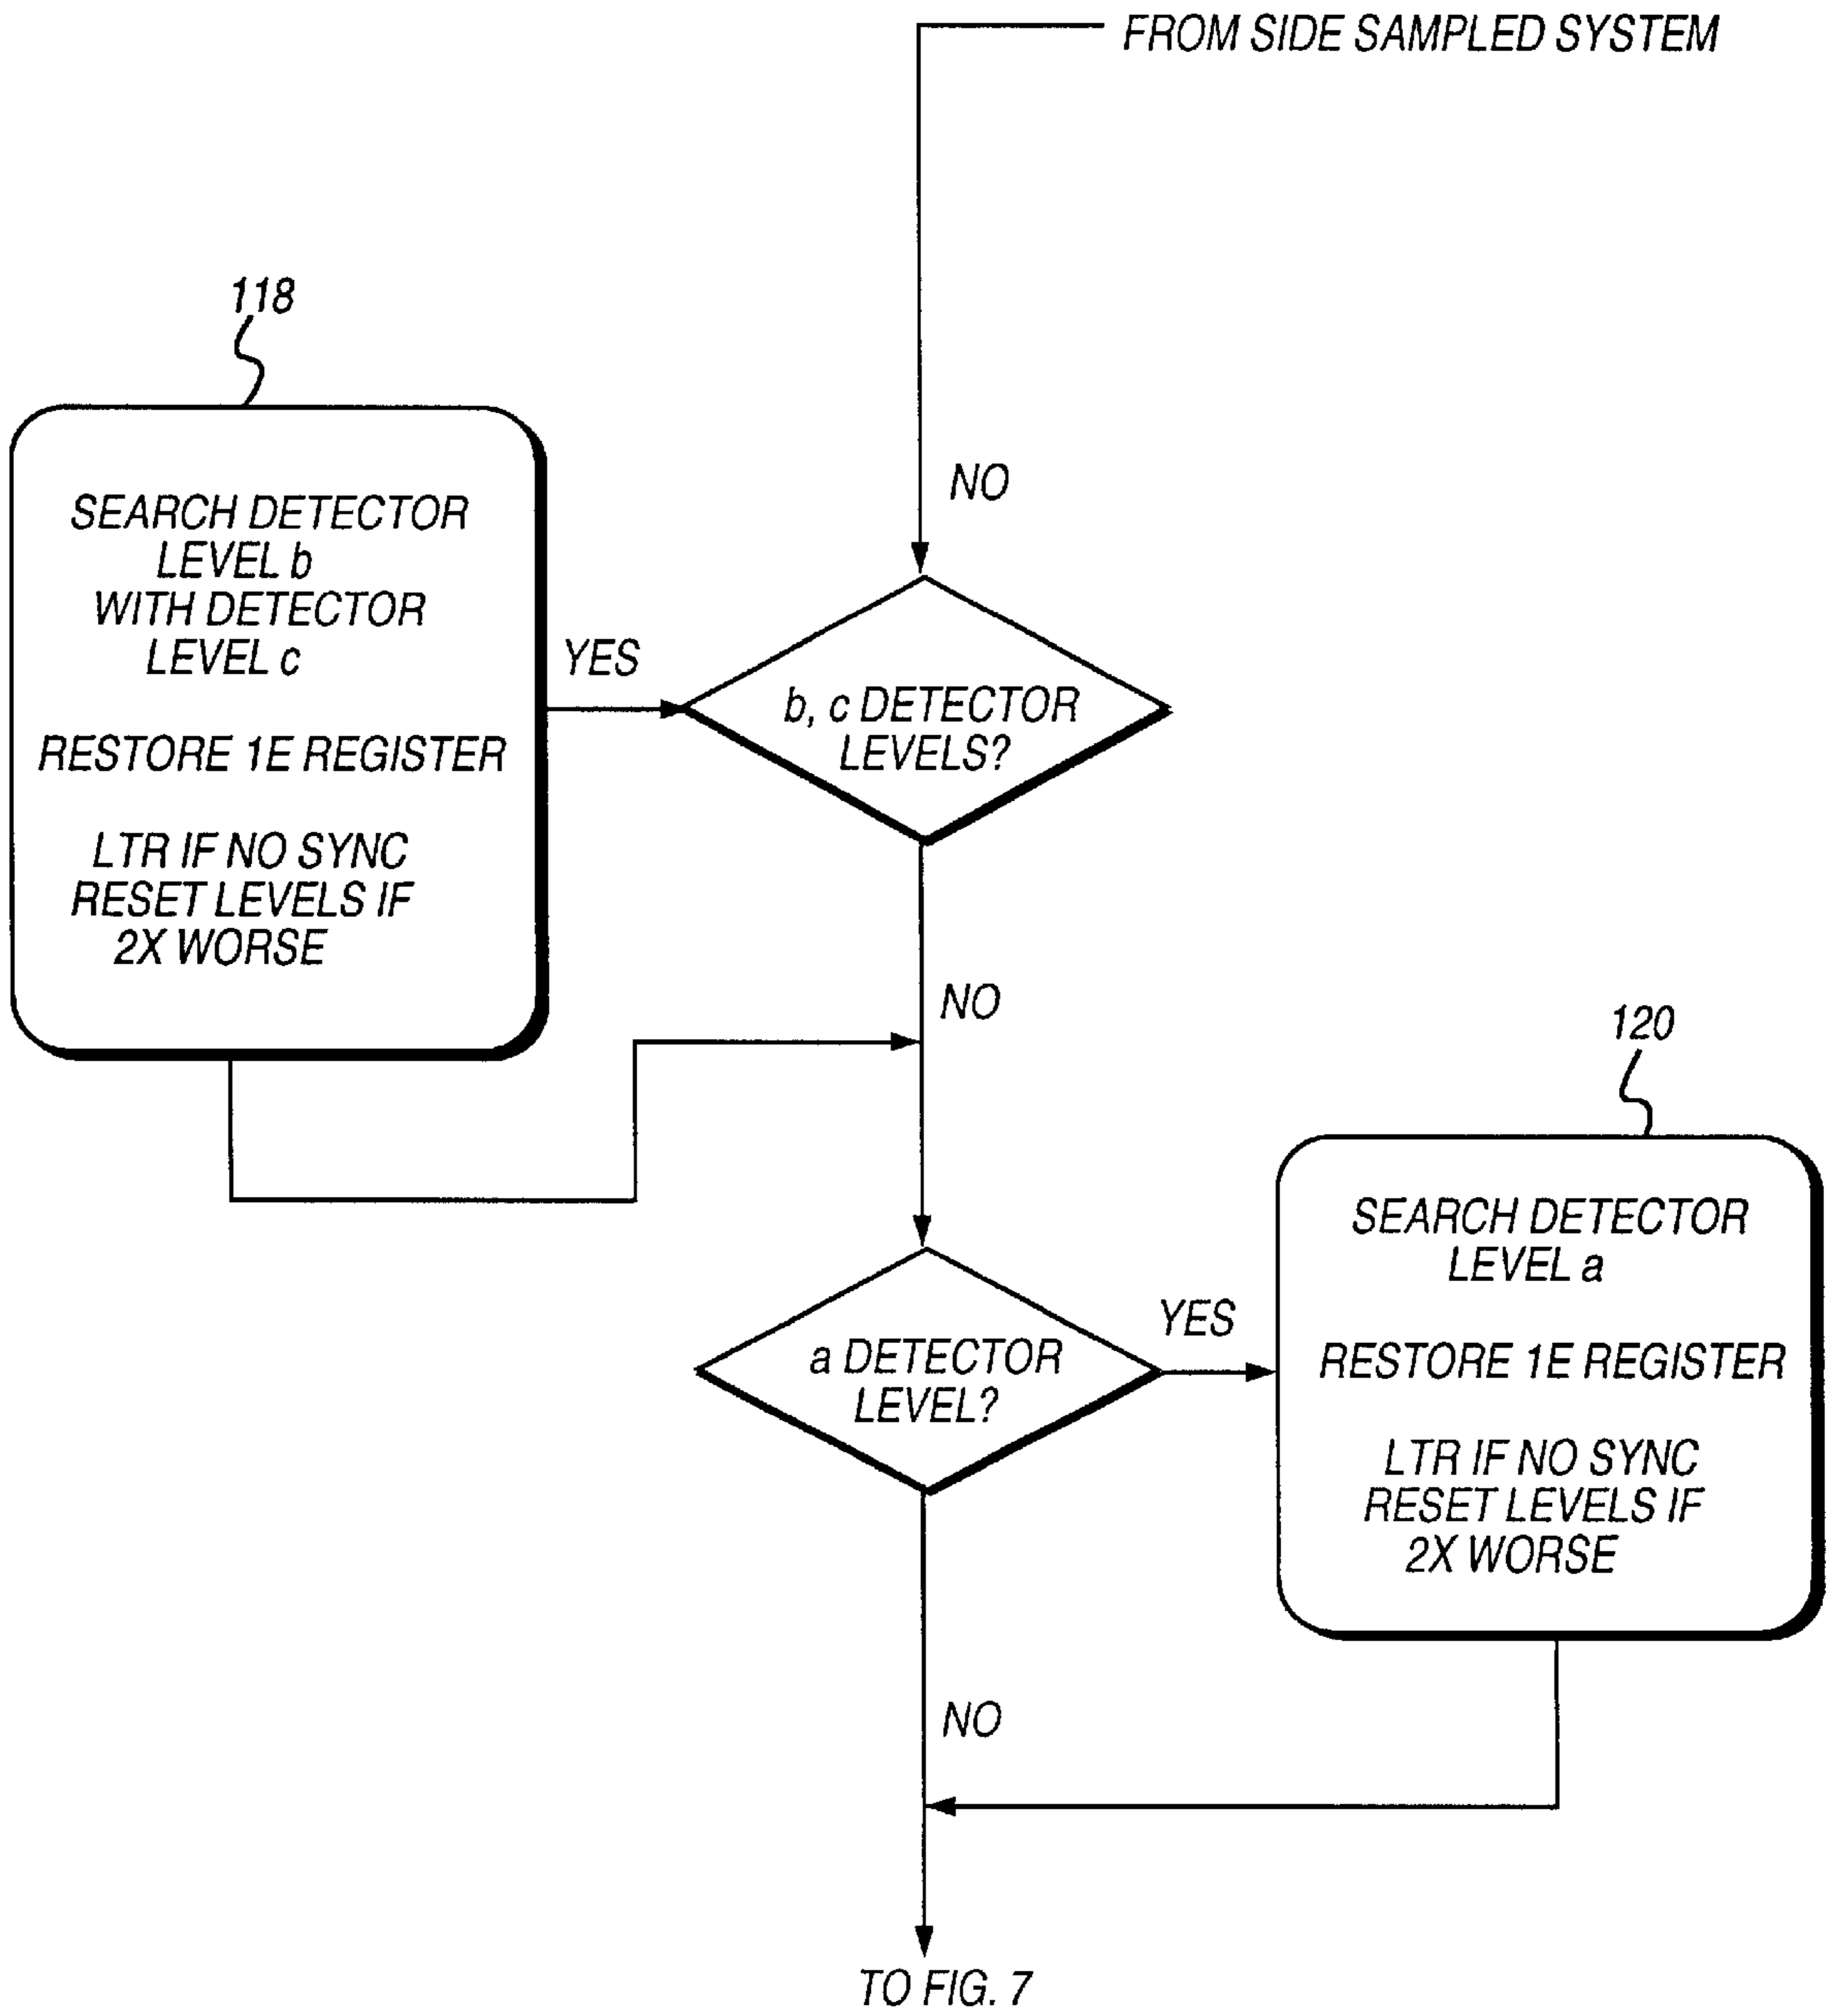 FROM SIDE SAMPLED SYSTEM
NO
118
SEARCH DETECTOR
LEVEL b
WITH DETECTOR
LEVEL c
RESTORE 1E REGISTER
LTR IF NO SYNC
RESET LEVELS IF
2X WORSE
YES
b, c DETECTOR
LEVELS?
NO
a DETECTOR
LEVEL?
YES
120
SEARCH DETECTOR
LEVEL a
RESTORE 1E REGISTER
LTR IF NO SYNC
RESET LEVELS IF
2X WORSE
NO
TO FIG. 7